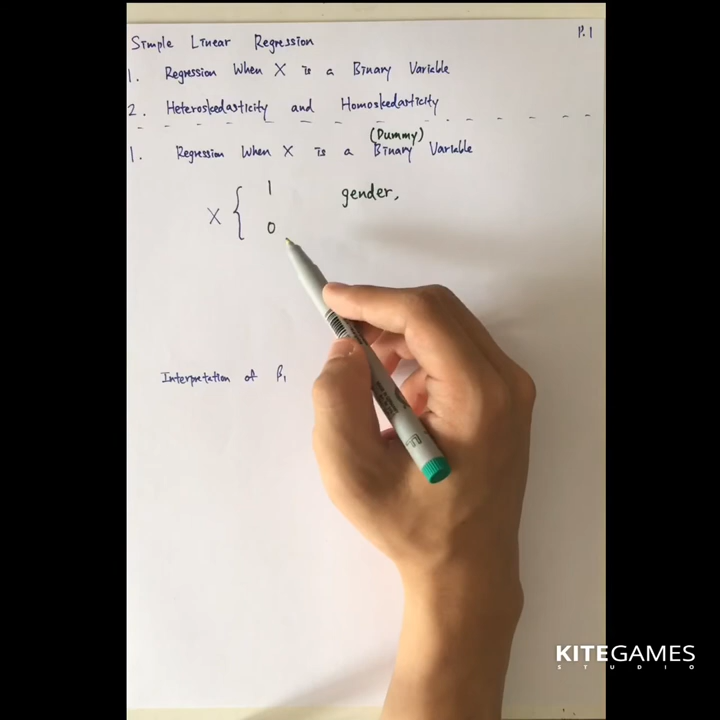 P.1
Simple Linear Regression
1. Regression When X is a Binary Variable
2. Heteroskedasticity and Homoskedasticity
(Dummy)
1. Regression When X is a Binary Variable
X { 1 gender,
0
Interpretation of β₁
KITEGAMES
STUDIO